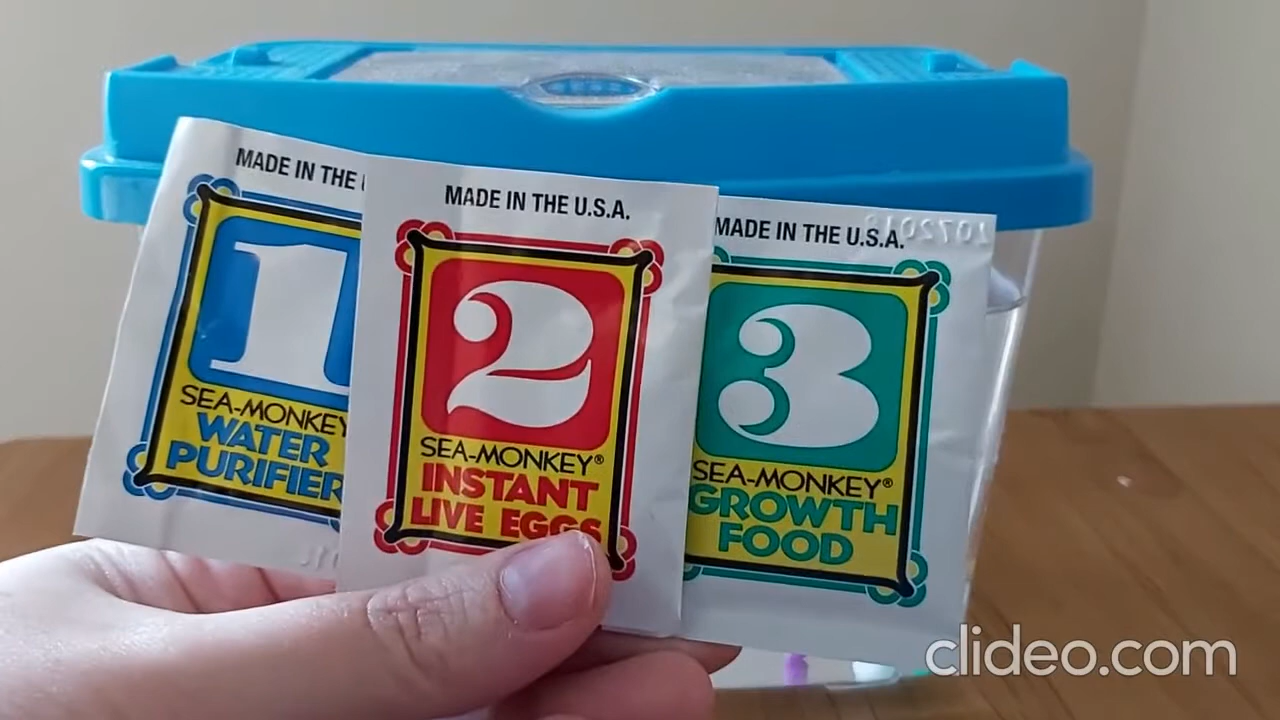 MADE IN THE
1
SEA-MONKEY
WATER
PURIFIER
MADE IN THE U.S.A.
2
SEA-MONKEY®
INSTANT
LIVE EGGS
MADE IN THE U.S.A.
3
SEA-MONKEY®
GROWTH
FOOD
clideo.com